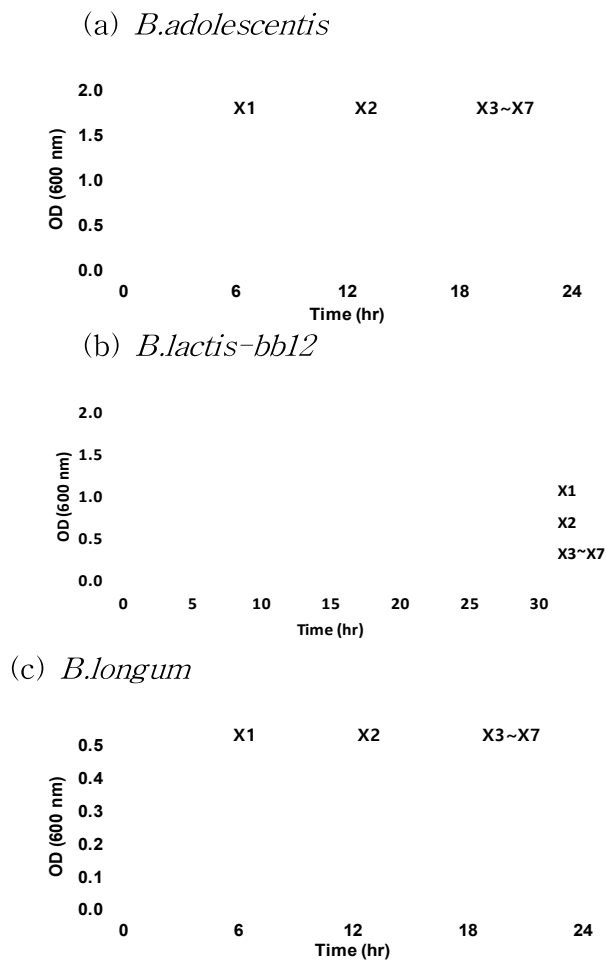 (a) B.adolescentis
2.0
X1 X2 X3~X7
1.5
1.0
0.5
0.0
OD (600 nm)
0 6 12 18 24
Time (hr)
(b) B.lactis-bb12
2.0
1.5
1.0
0.5
0.0
OD(600 nm)
X1
X2
X3~X7
0 5 10 15 20 25 30
Time (hr)
(c) B.longum
X1 X2 X3~X7
0.5
0.4
0.3
0.2
0.1
0.0
OD (600 nm)
0 6 12 18 24
Time (hr)